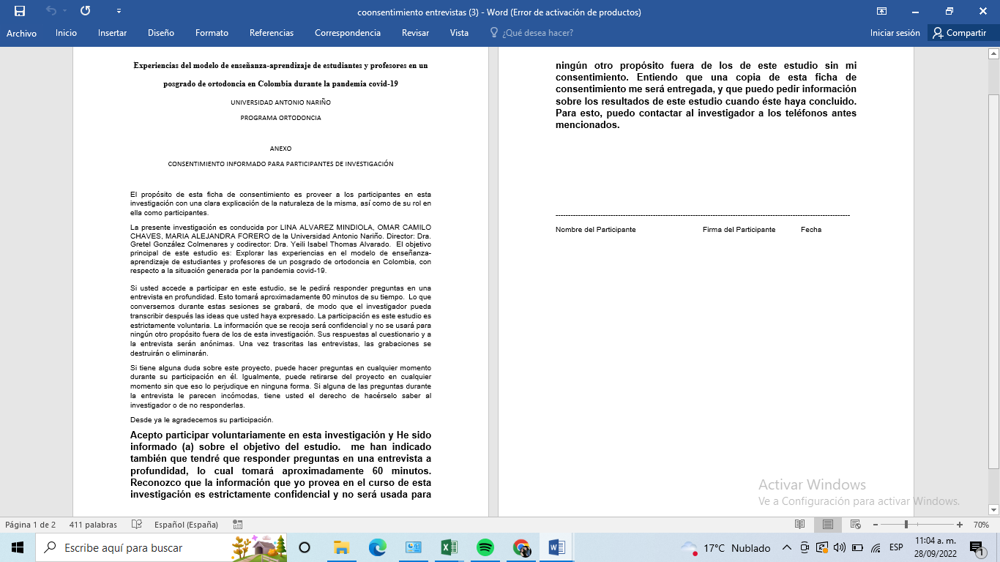 coonsentimiento entrevistas (3) - Word (Error de activación de productos)
Archivo Inicio Insertar Diseño Formato Referencias Correspondencia Revisar Vista ¿Qué desea hacer? Iniciar sesión Compartir
Experiencias del modelo de enseñanza-aprendizaje de estudiantes y profesores en un
posgrado de ortodoncia en Colombia durante la pandemia covid-19
UNIVERSIDAD ANTONIO NARIÑO
PROGRAMA ORTODONCIA
ANEXO
CONSENTIMIENTO INFORMADO PARA PARTICIPANTES DE INVESTIGACIÓN
El propósito de esta ficha de consentimiento es proveer a los participantes en esta
investigación con una clara explicación de la naturaleza de la misma, así como de su rol en
ella como participantes.
La presente investigación es conducida por LINA ALVAREZ MINDIOLA, OMAR CAMILO
CHAVES, MARIA ALEJANDRA FORERO de la Universidad Antonio Nariño. Director: Dra.
Gretel González Colmenares y codirector: Dra. Yeili Isabel Thomas Alvarado. El objetivo
principal de este estudio es: Explorar las experiencias en el modelo de enseñanza-
aprendizaje de estudiantes y profesores de un posgrado de ortodoncia en Colombia, con
respecto a la situación generada por la pandemia covid-19.
Si usted accede a participar en este estudio, se le pedirá responder preguntas en una
entrevista en profundidad. Esto tomará aproximadamente 60 minutos de su tiempo. Lo que
conversemos durante estas sesiones se grabará, de modo que el investigador pueda
transcribir después las ideas que usted haya expresado. La participación es este estudio es
estrictamente voluntaria. La información que se recoja será confidencial y no se usará para
ningún otro propósito fuera de los de esta investigación. Sus respuestas al cuestionario y a
la entrevista serán anónimas. Una vez trascritas las entrevistas, las grabaciones se
destruirán o eliminarán.
Si tiene alguna duda sobre este proyecto, puede hacer preguntas en cualquier momento
durante su participación en él. Igualmente, puede retirarse del proyecto en cualquier
momento sin que eso lo perjudique en ninguna forma. Si alguna de las preguntas durante
la entrevista le parecen incómodas, tiene usted el derecho de hacérselo saber al
investigador o de no responderlas.
Desde ya le agradecemos su participación.
Acepto participar voluntariamente en esta investigación y He sido
informado (a) sobre el objetivo del estudio. me han indicado
también que tendré que responder preguntas en una entrevista a
profundidad, lo cual tomará aproximadamente 60 minutos.
Reconozco que la información que yo provea en el curso de esta
investigación es estrictamente confidencial y no será usada para
ningún otro propósito fuera de los de este estudio sin mi
consentimiento. Entiendo que una copia de esta ficha de
consentimiento me será entregada, y que puedo pedir información
sobre los resultados de este estudio cuando éste haya concluido.
Para esto, puedo contactar al investigador a los teléfonos antes
mencionados.
Nombre del Participante Firma del Participante Fecha
Activar Windows
Ve a Configuración para activar Windows.
Página 1 de 2 411 palabras Español (España) 70%
Escribe aquí para buscar 17°C Nublado ESP 11:04 a. m.
28/09/2022 1